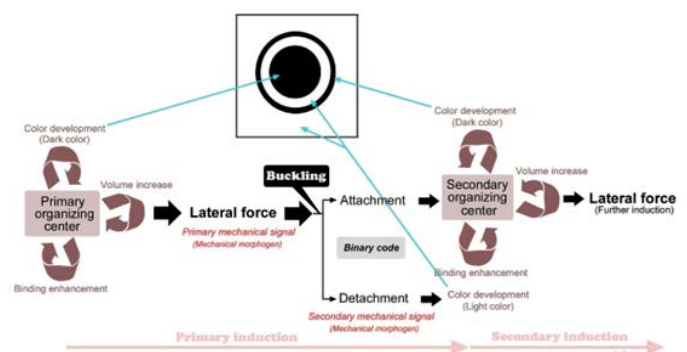 Color development
(Dark color)
Color development
(Dark color)
Volume increase
Primary
organizing
center
Binding enhancement
Lateral force
Primary mechanical signal
(Mechanical morphogen)
Buckling
Attachment
Binary code
Detachment
Secondary mechanical signal
(Mechanical morphogen)
Volume increase
Secondary
organizing
center
Binding enhancement
Color development
(Light color)
Lateral force
(Further induction)
Primary induction
Secondary induction